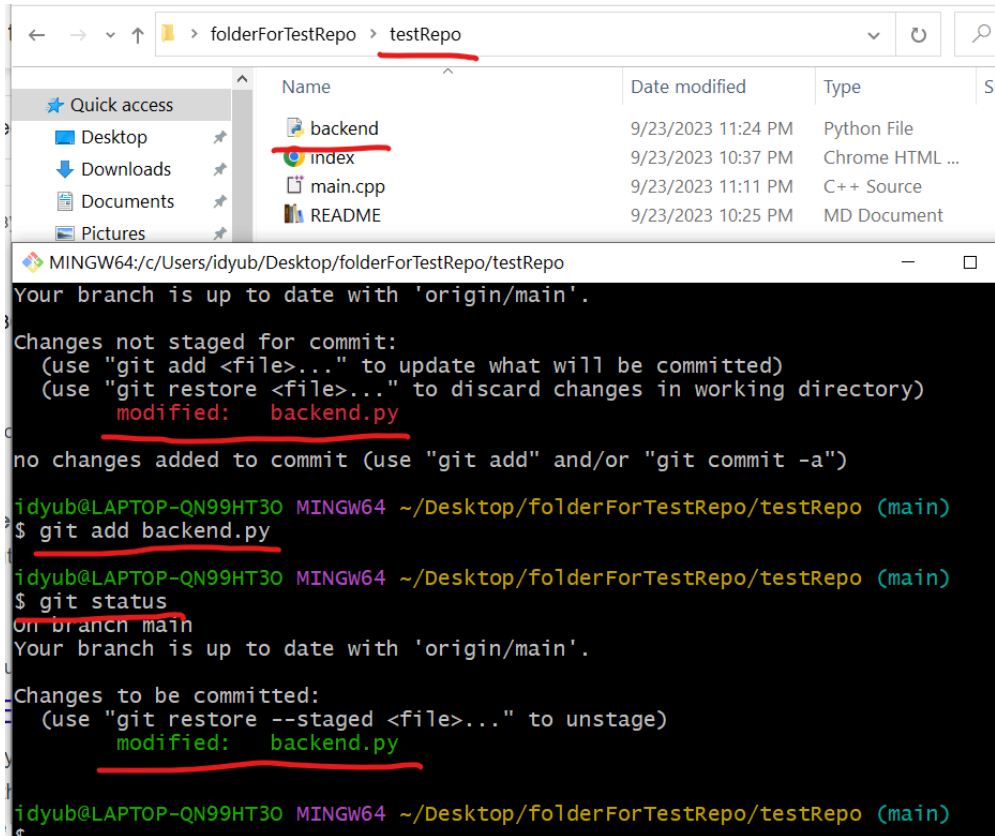 folderForTestRepo > testRepo
Name Date modified Type
Quick access
Desktop
Downloads
Documents
Pictures
backend 9/23/2023 11:24 PM Python File
index 9/23/2023 10:37 PM Chrome HTML ...
main.cpp 9/23/2023 11:11 PM C++ Source
README 9/23/2023 10:25 PM MD Document
MINGW64:/c/Users/idyub/Desktop/folderForTestRepo/testRepo
Your branch is up to date with 'origin/main'.
Changes not staged for commit:
(use "git add <file>..." to update what will be committed)
(use "git restore <file>..." to discard changes in working directory)
modified: backend.py
no changes added to commit (use "git add" and/or "git commit -a")
idyub@LAPTOP-QN99HT3O MINGW64 ~/Desktop/folderForTestRepo/testRepo (main)
$ git add backend.py
idyub@LAPTOP-QN99HT3O MINGW64 ~/Desktop/folderForTestRepo/testRepo (main)
$ git status
On branch main
Your branch is up to date with 'origin/main'.
Changes to be committed:
(use "git restore --staged <file>..." to unstage)
modified: backend.py
idyub@LAPTOP-QN99HT3O MINGW64 ~/Desktop/folderForTestRepo/testRepo (main)
$